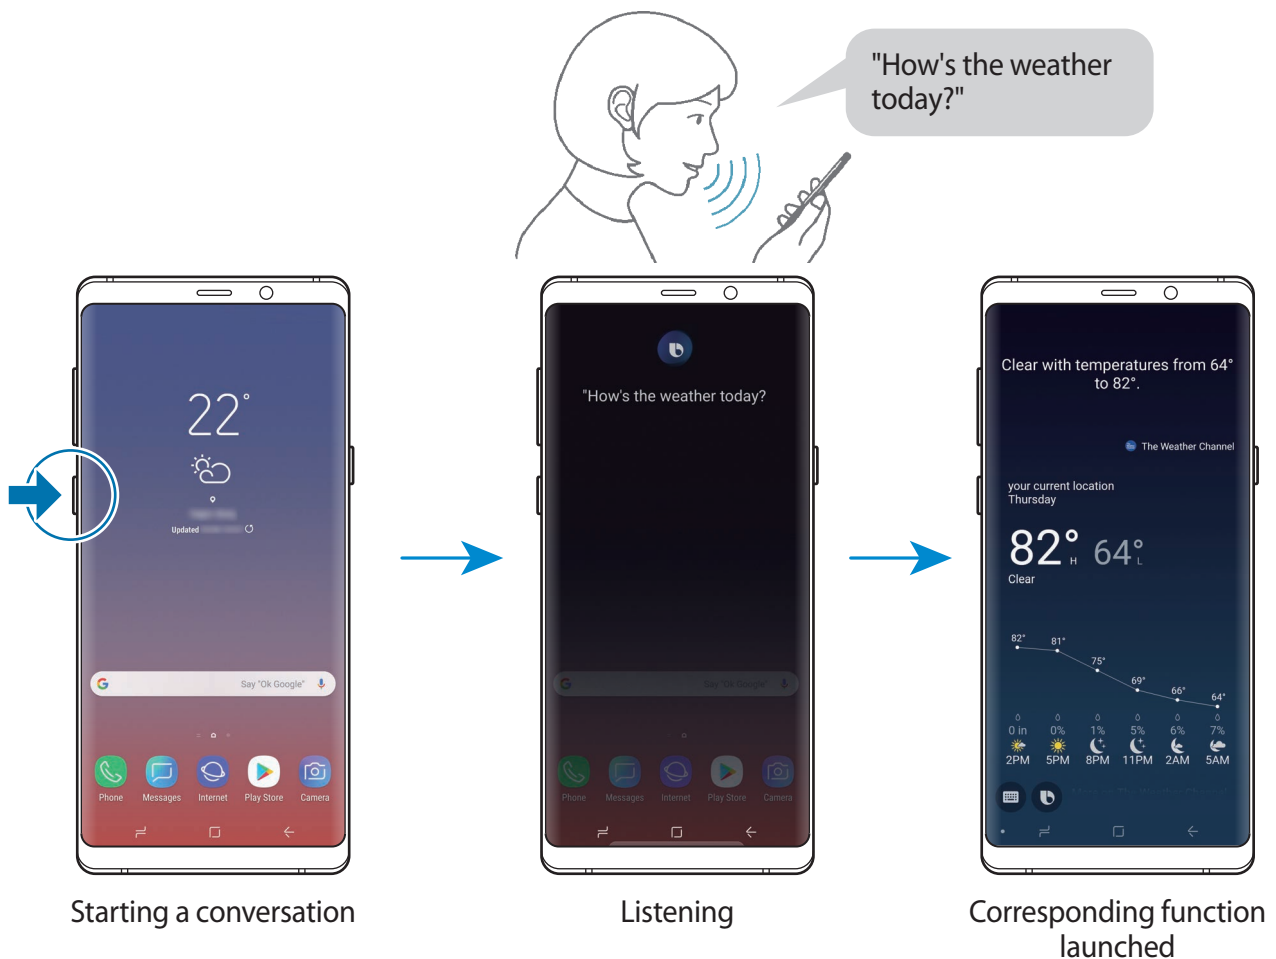 "How's the weather
today?"
22°
Updated
Say "Ok Google"
Phone Messages Internet Play Store Camera
Starting a conversation
"How's the weather today?
Say "Ok Google"
Phone Messages Internet Play Store Camera
Listening
Clear with temperatures from 64°
to 82°.
The Weather Channel
your current location
Thursday
82° H 64° L
Clear
82° 81° 75° 69° 66° 64°
0 in 0% 1% 5% 6% 7%
2PM 5PM 8PM 11PM 2AM 5AM
Corresponding function
launched